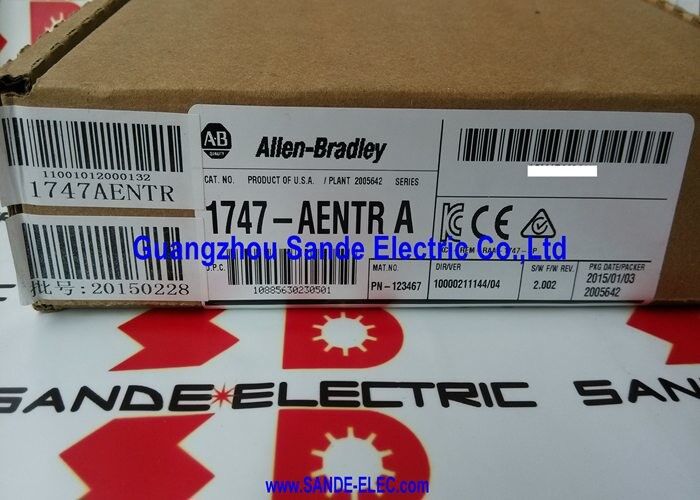 11001012000132
1747AENTR
批号:20150228
A-B
QUALITY
Allen-Bradley
CAT. NO. PRODUCT OF U.S.A. / PLANT 2005642 SERIES
1747-AENTR A
Guangzhou Sande Electric Co.,Ltd
U.P.C.
10885630230501
MAT.NO.
PN-123467
DIR/VER
10000211144/04
S/W F/W REV.
2.002
PKG DATE/PACKER
2015/01/03
2005642
SANDE ELECTRIC SANDE
www.SANDE-ELEC.com